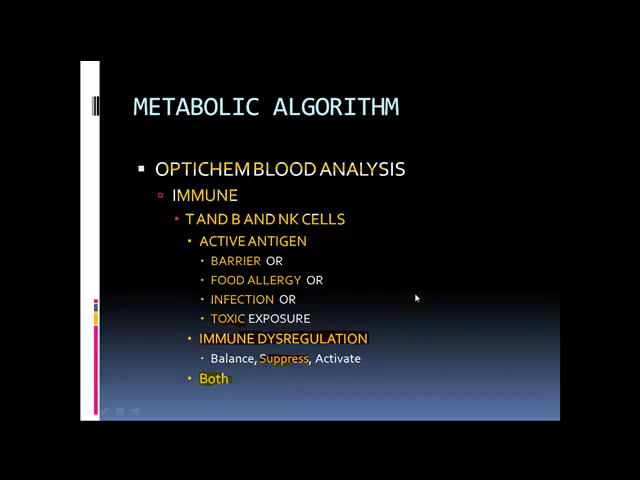 METABOLIC ALGORITHM
OPTICHEM BLOOD ANALYSIS
IMMUNE
T AND B AND NK CELLS
ACTIVE ANTIGEN
BARRIER OR
FOOD ALLERGY OR
INFECTION OR
TOXIC EXPOSURE
IMMUNE DYSREGULATION
Balance, Suppress, Activate
Both